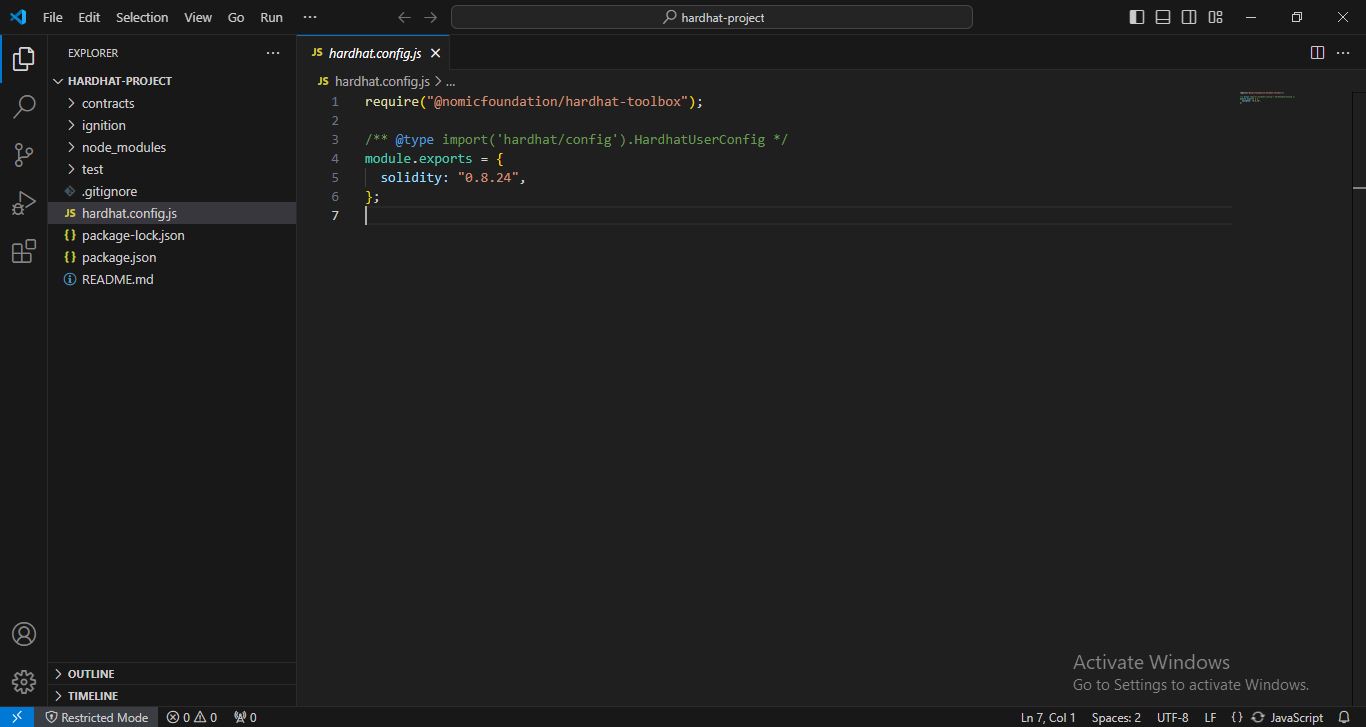 File Edit Selection View Go Run ··· hardhat-project
EXPLORER ···
HARDHAT-PROJECT
contracts
ignition
node_modules
test
.gitignore
JS hardhat.config.js
{} package-lock.json
{} package.json
README.md
OUTLINE
TIMELINE
JS hardhat.config.js
JS hardhat.config.js > ...
1 require("@nomicfoundation/hardhat-toolbox");
2
3 /** @type import('hardhat/config').HardhatUserConfig */
4 module.exports = {
5 solidity: "0.8.24",
6 };
7
Activate Windows
Go to Settings to activate Windows.
Restricted Mode 0 0 0 Ln 7, Col 1 Spaces: 2 UTF-8 LF {} JavaScript